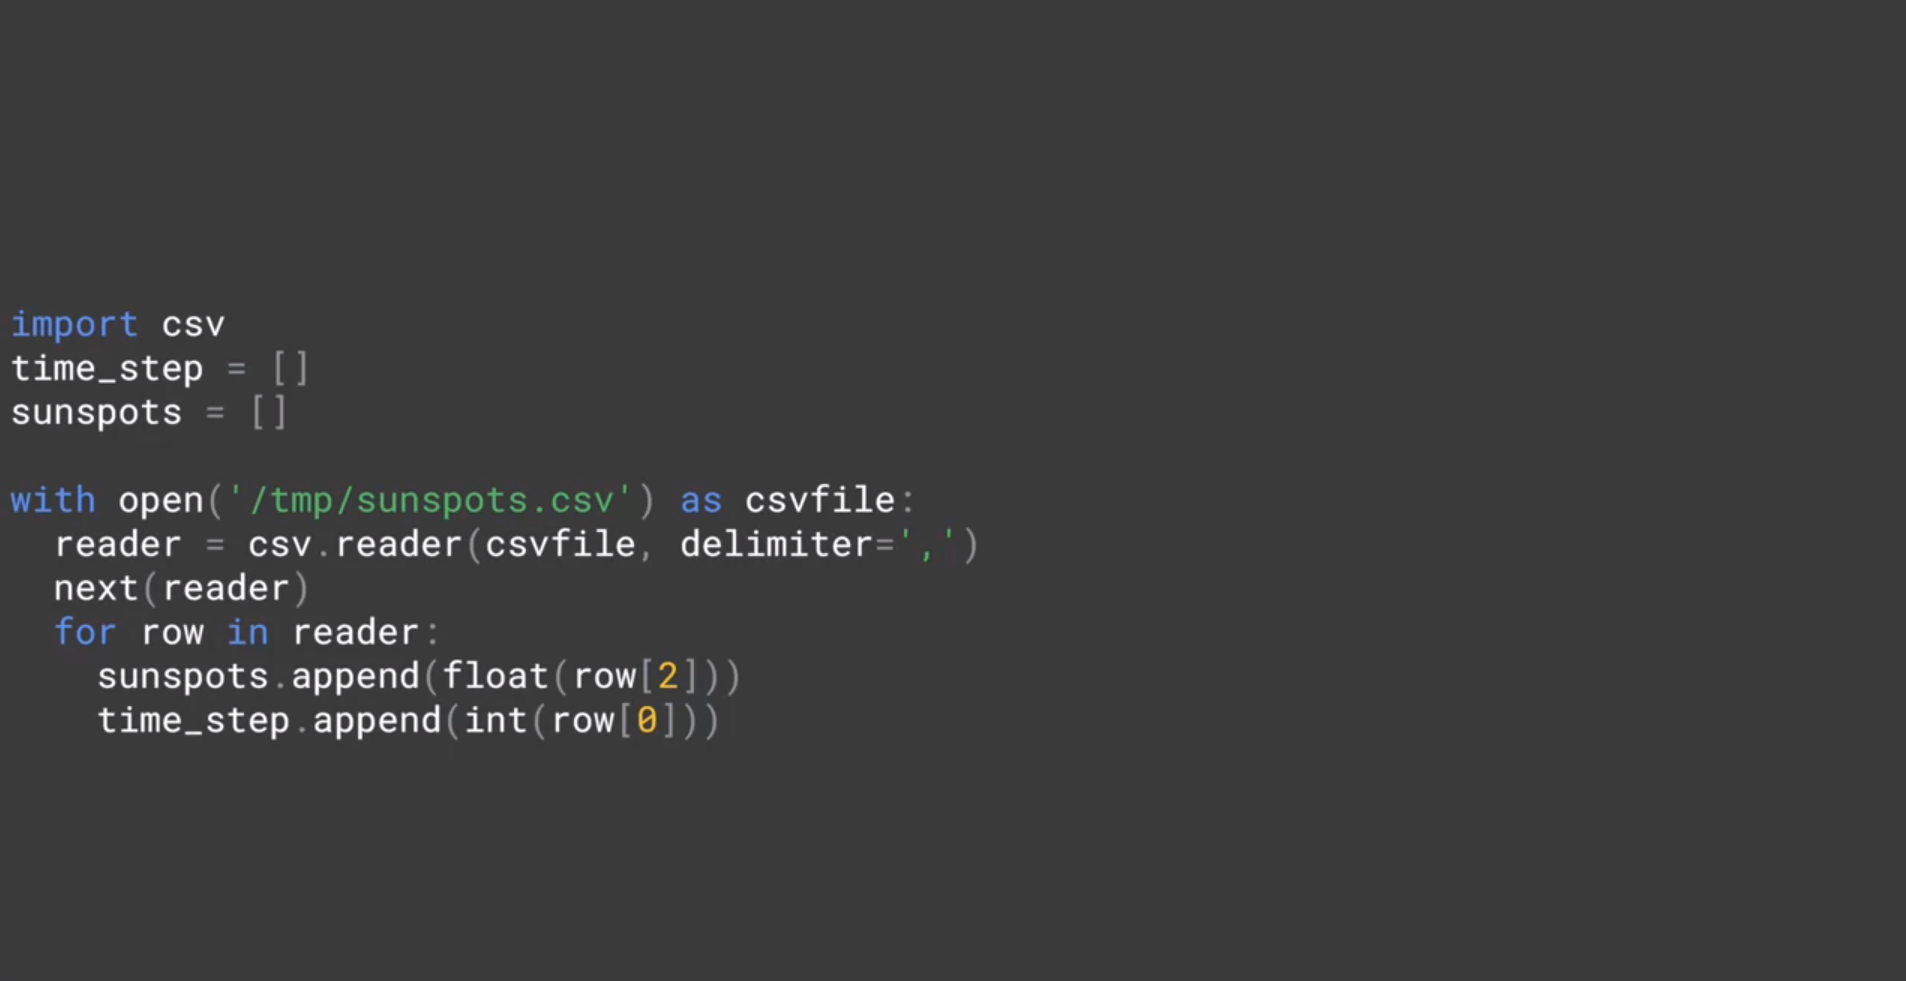 import csv
time_step = []
sunspots = []
with open('/tmp/sunspots.csv') as csvfile:
  reader = csv.reader(csvfile, delimiter=',')
  next(reader)
  for row in reader:
    sunspots.append(float(row[2]))
    time_step.append(int(row[0]))